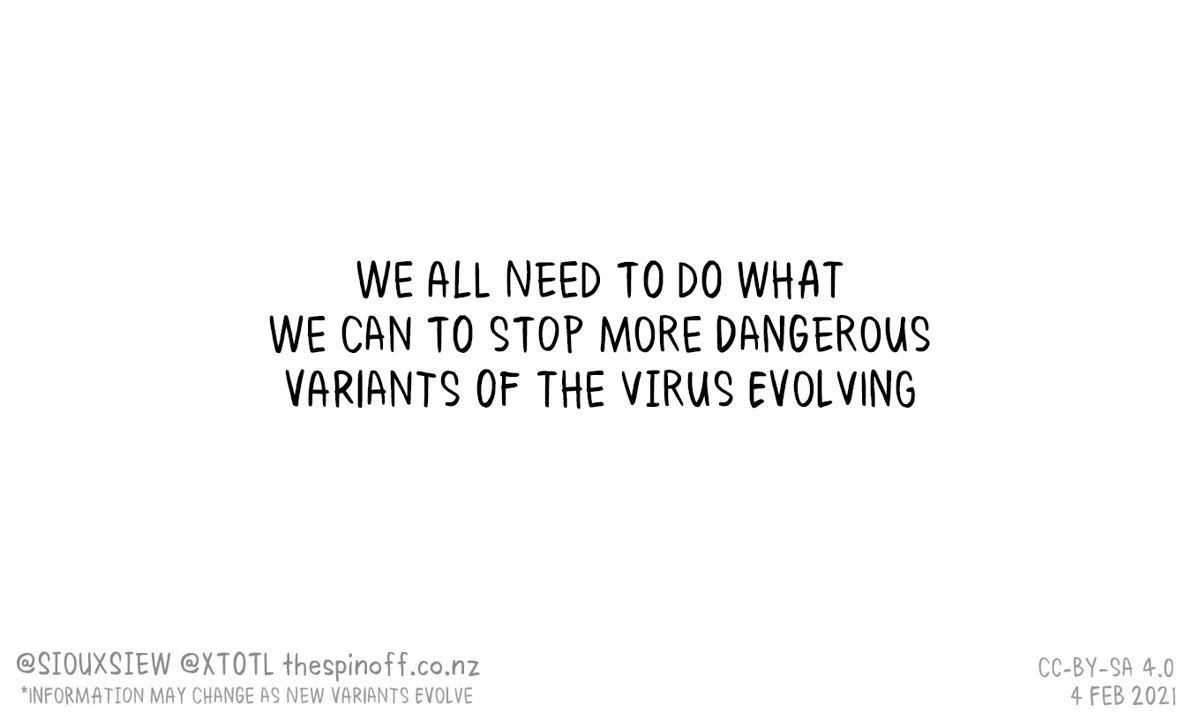 WE ALL NEED TO DO WHAT
WE CAN TO STOP MORE DANGEROUS
VARIANTS OF THE VIRUS EVOLVING
@SIOUXSIEW @XTOTL thespinoff.co.nz
*INFORMATION MAY CHANGE AS NEW VARIANTS EVOLVE
CC-BY-SA 4.0
4 FEB 2021